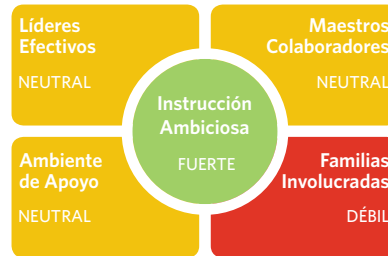 Líderes
Efectivos
NEUTRAL
Maestros
Colaboradores
NEUTRAL
Instrucción
Ambiciosa
FUERTE
Ambiente
de Apoyo
NEUTRAL
Familias
Involucradas
DÉBIL